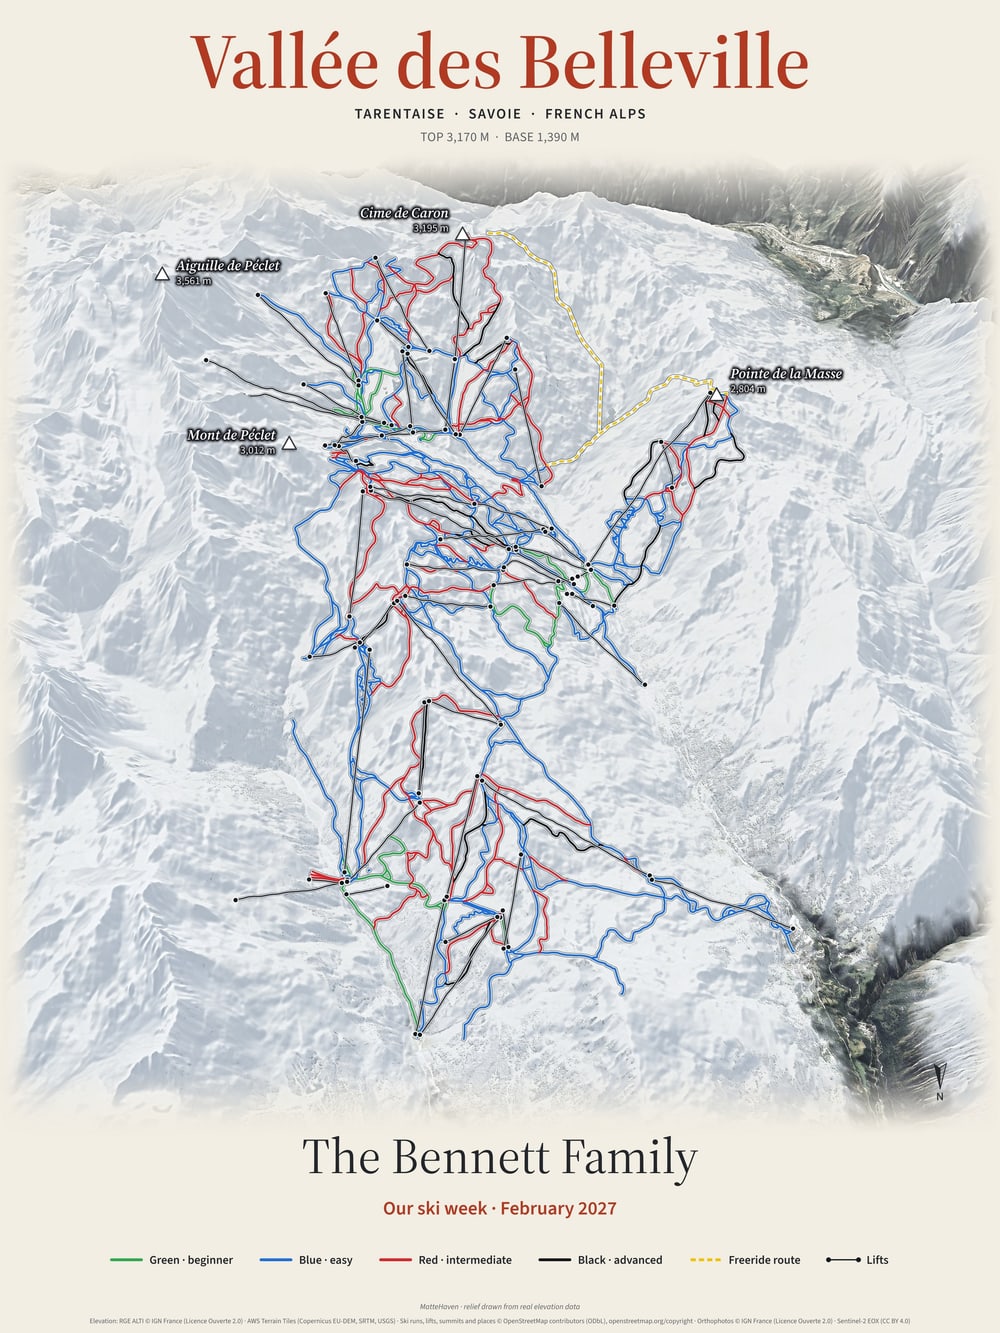 Vallée des Belleville
TARENTAISE · SAVOIE · FRENCH ALPS
TOP 3,170 M · BASE 1,390 M
Cime de Caron
3,195 m
Aiguille de Péclet
3,561 m
Pointe de la Masse
2,804 m
Mont de Péclet
3,012 m
N
The Bennett Family
Our ski week · February 2027
Green · beginner
Blue · easy
Red · intermediate
Black · advanced
Freeride route
Lifts
MatteHaven · relief drawn from real elevation data
Elevation: RGE ALTI © IGN France (Licence Ouverte 2.0) · AWS Terrain Tiles (Copernicus EU-DEM, SRTM, USGS) · Ski runs, lifts, summits and places © OpenStreetMap contributors (ODbL), openstreetmap.org/copyright · Orthophotos © IGN France (Licence Ouverte 2.0) · Sentinel-2 EOX (CC BY 4.0)